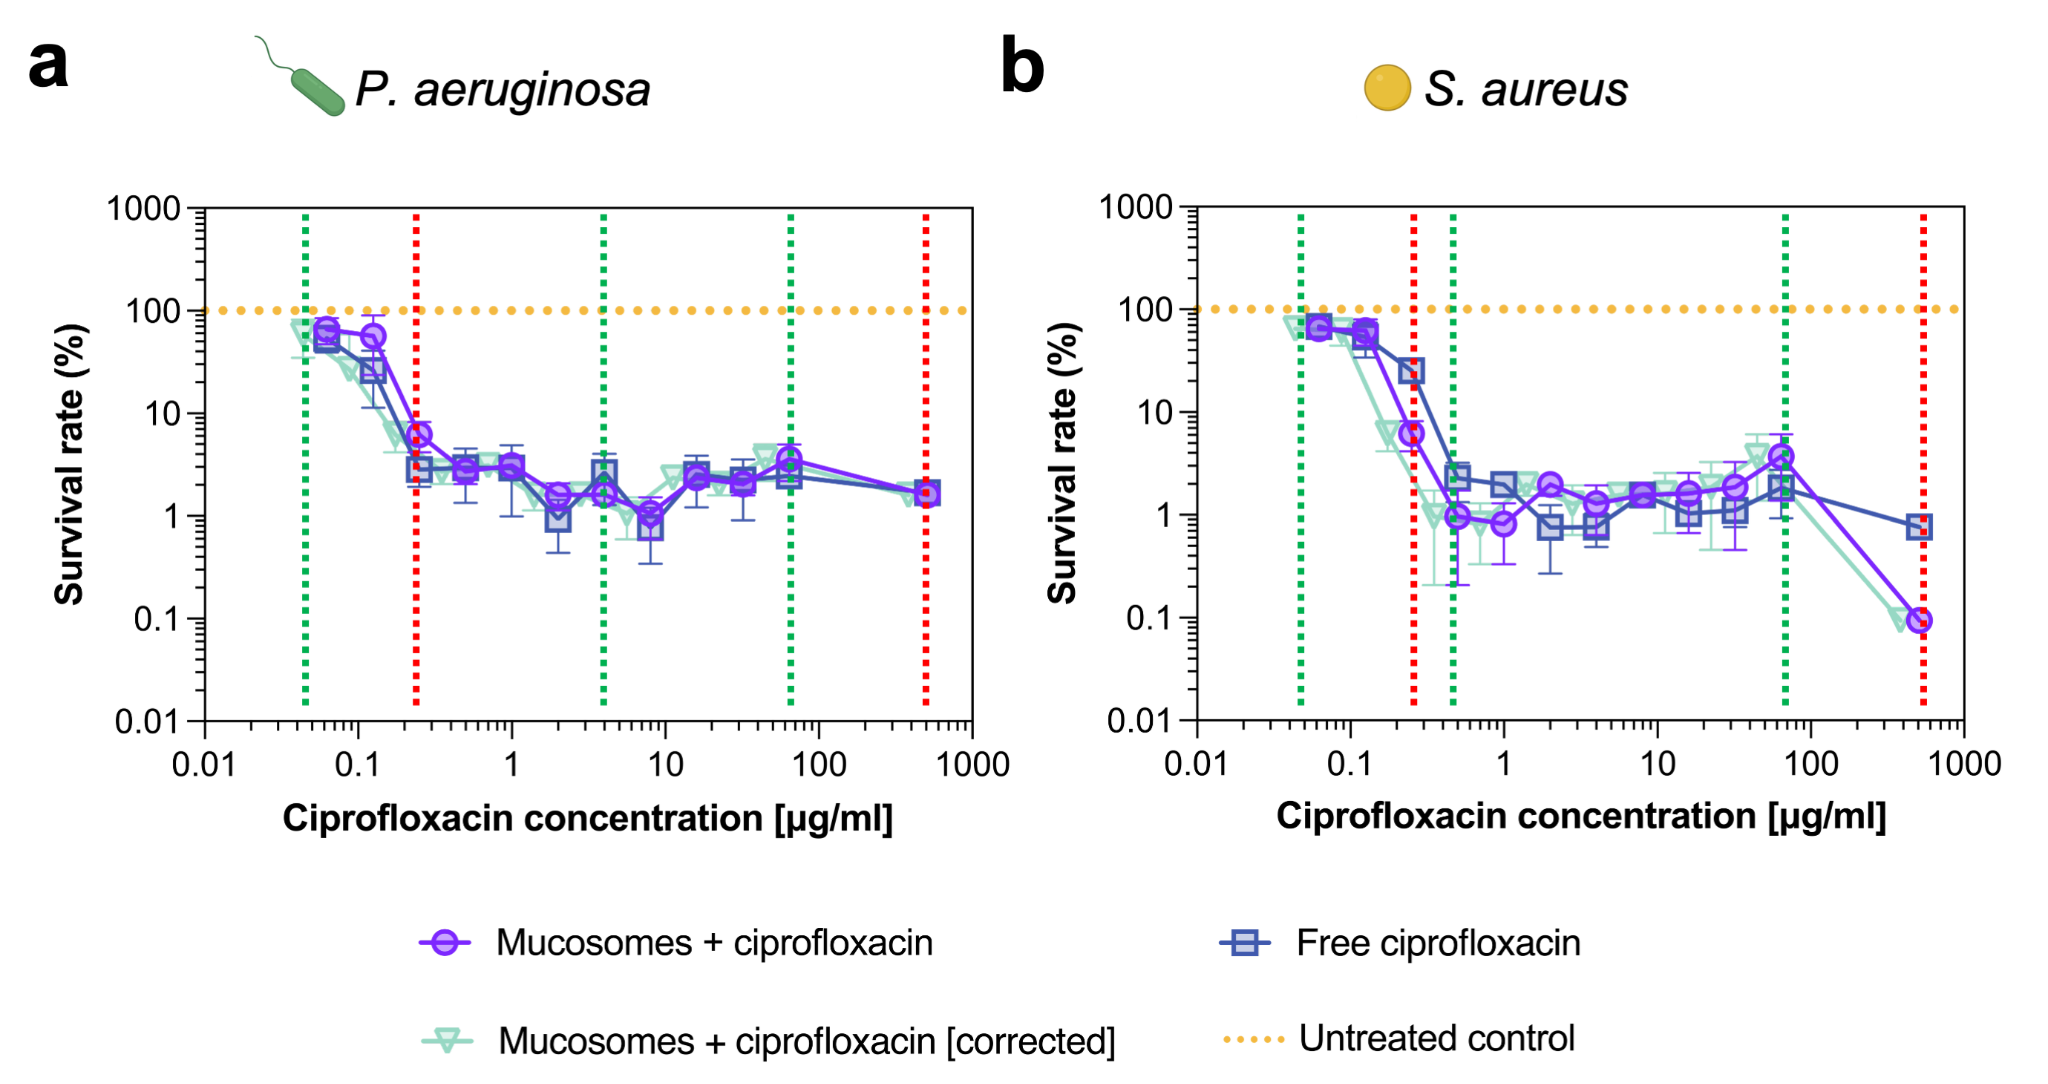 a
P. aeruginosa
b
S. aureus
1000
100
10
1
0.1
0.01
Survival rate (%)
0.01
0.1
1
10
100
1000
Ciprofloxacin concentration [µg/ml]
1000
100
10
1
0.1
0.01
Survival rate (%)
0.01
0.1
1
10
100
1000
Ciprofloxacin concentration [µg/ml]
Mucosomes + ciprofloxacin
Free ciprofloxacin
Mucosomes + ciprofloxacin [corrected]
Untreated control